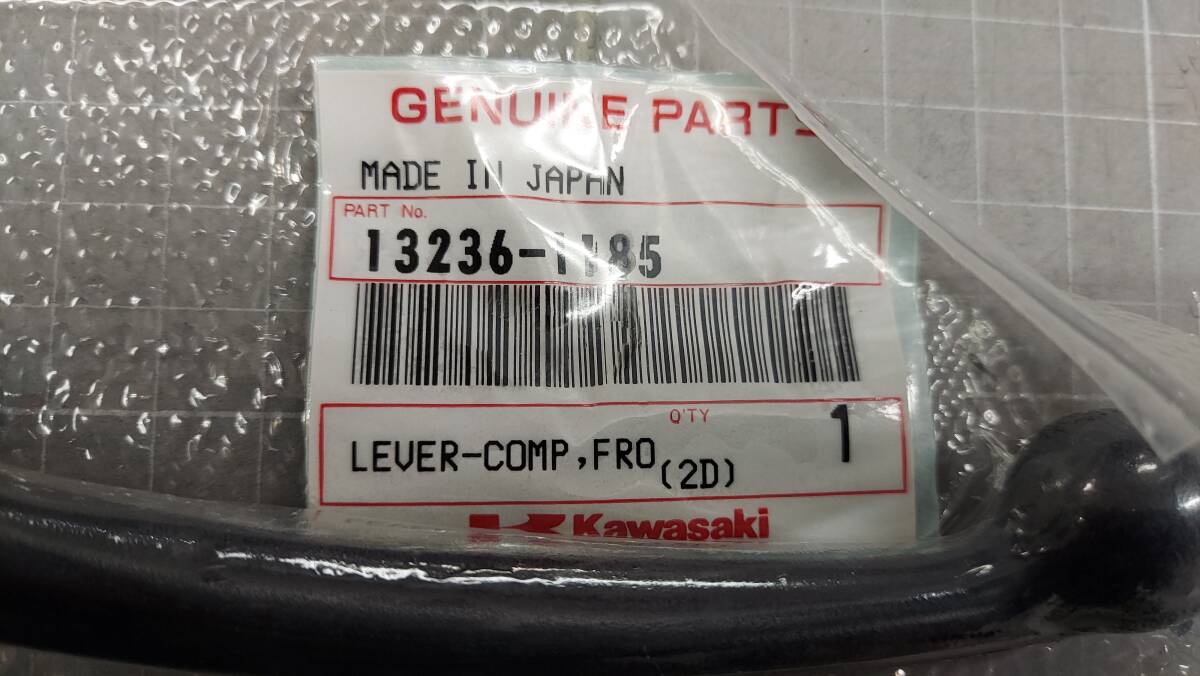 GENUINE PARTS
MADE IN JAPAN
PART No.
13236-1185
Q'TY
1
LEVER-COMP,FRO
(2D)
Kawasaki